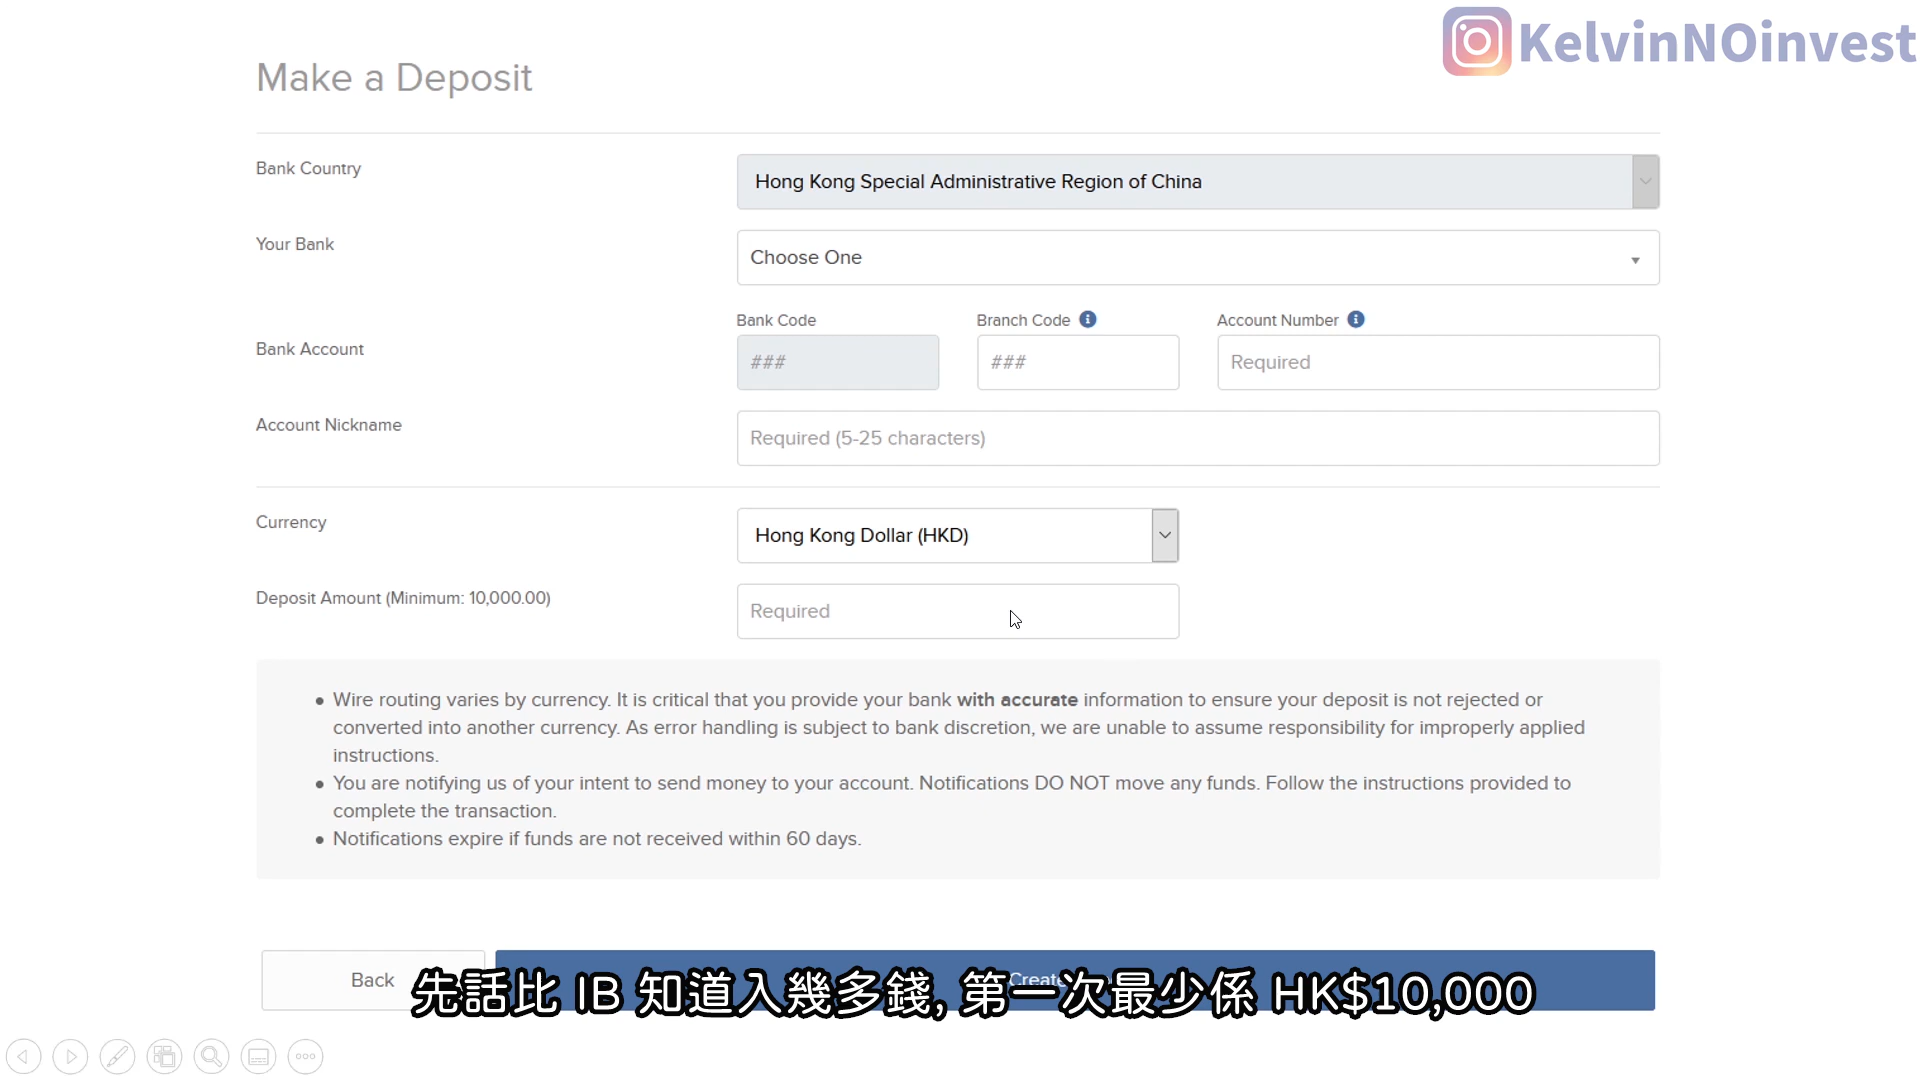 KelvinNOinvest
Make a Deposit
Bank Country
Hong Kong Special Administrative Region of China
Your Bank
Choose One
Bank Code
Branch Code
Account Number
Bank Account
###
###
Required
Account Nickname
Required (5-25 characters)
Currency
Hong Kong Dollar (HKD)
Deposit Amount (Minimum: 10,000.00)
Required
• Wire routing varies by currency. It is critical that you provide your bank with accurate information to ensure your deposit is not rejected or
converted into another currency. As error handling is subject to bank discretion, we are unable to assume responsibility for improperly applied
instructions.
• You are notifying us of your intent to send money to your account. Notifications DO NOT move any funds. Follow the instructions provided to
complete the transaction.
• Notifications expire if funds are not received within 60 days.
Back
先話比 IB 知道入幾多錢, 第一次最少係 HK$10,000